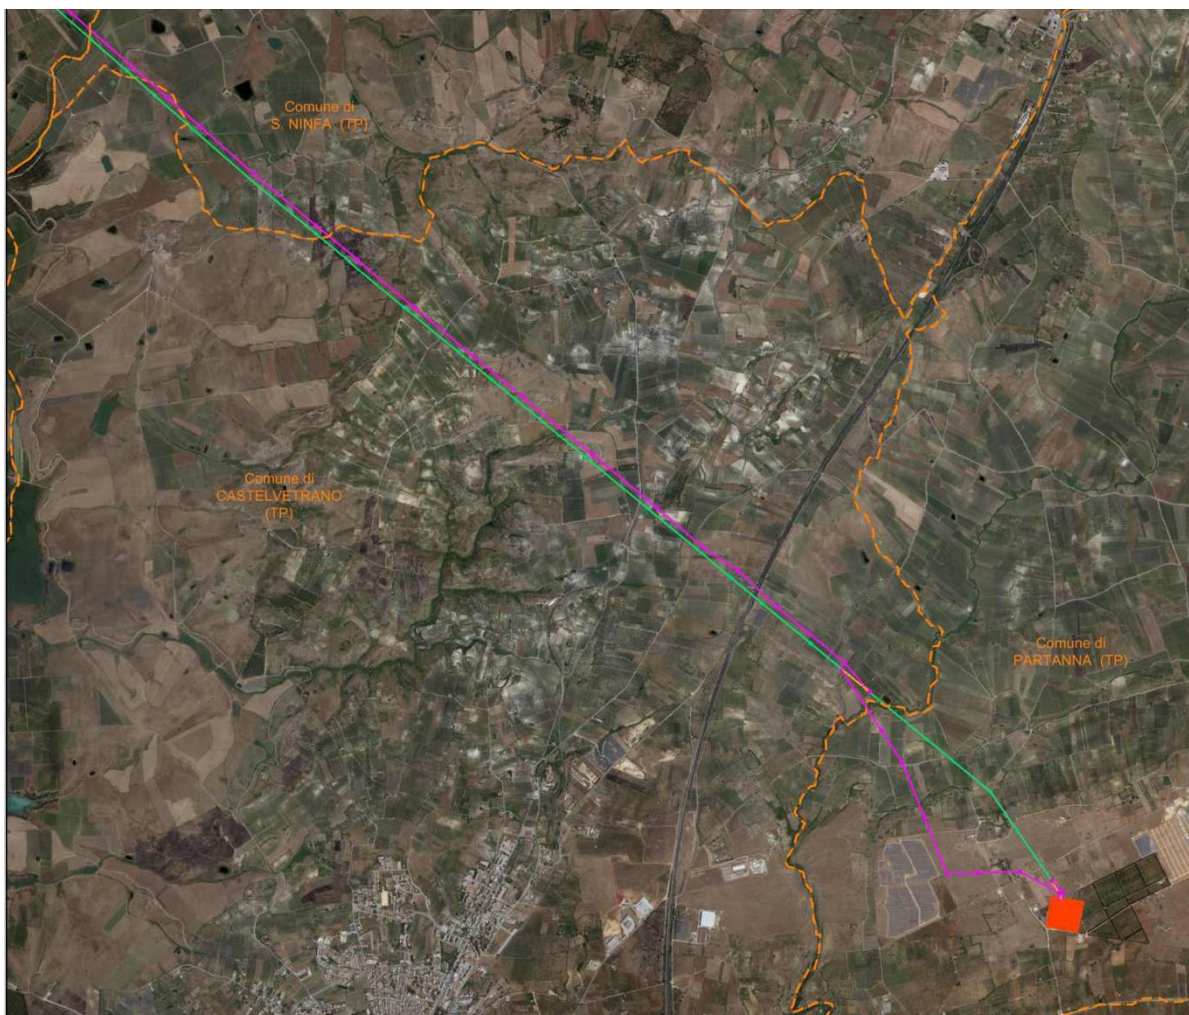 Comune di
S. NINFA (TP)
Comune di
CASTELVETRANO
(TP)
Comune di
PARTANNA (TP)